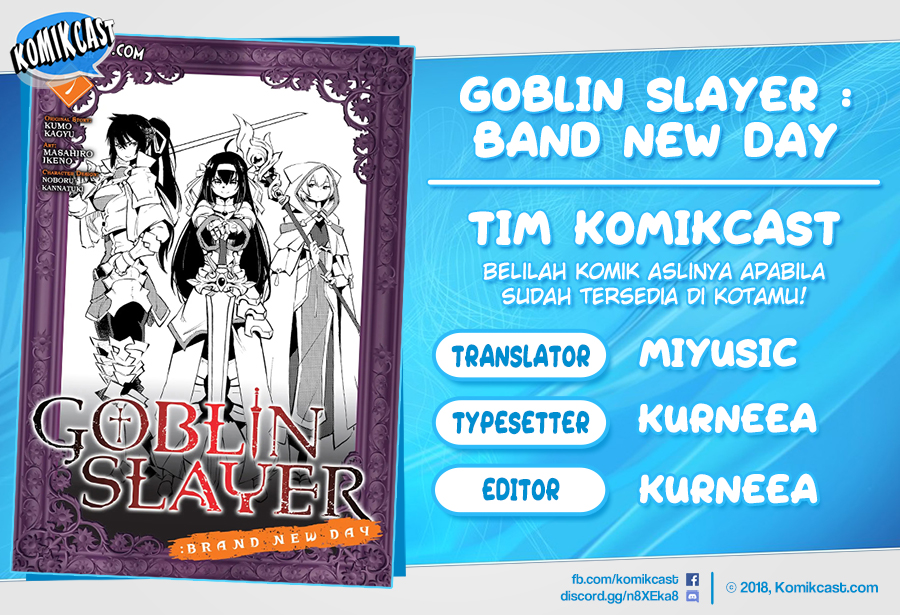 KOMIKCAST
.COM
ORIGINAL STORY:
KUMO
KAGYU
ART:
MASAHIRO
IKENO
CHARACTER DESIGN:
NOBORU
KANNATUKI
GOBLIN
SLAYER
:BRAND NEW DAY
GOBLIN SLAYER :
BAND NEW DAY
TIM KOMIKCAST
BELILAH KOMIK ASLINYA APABILA
SUDAH TERSEDIA DI KOTAMU!
TRANSLATOR MIYUSIC
TYPESETTER KURNEEA
EDITOR KURNEEA
fb.com/komikcast
discord.gg/n8XEka8
© 2018, Komikcast.com